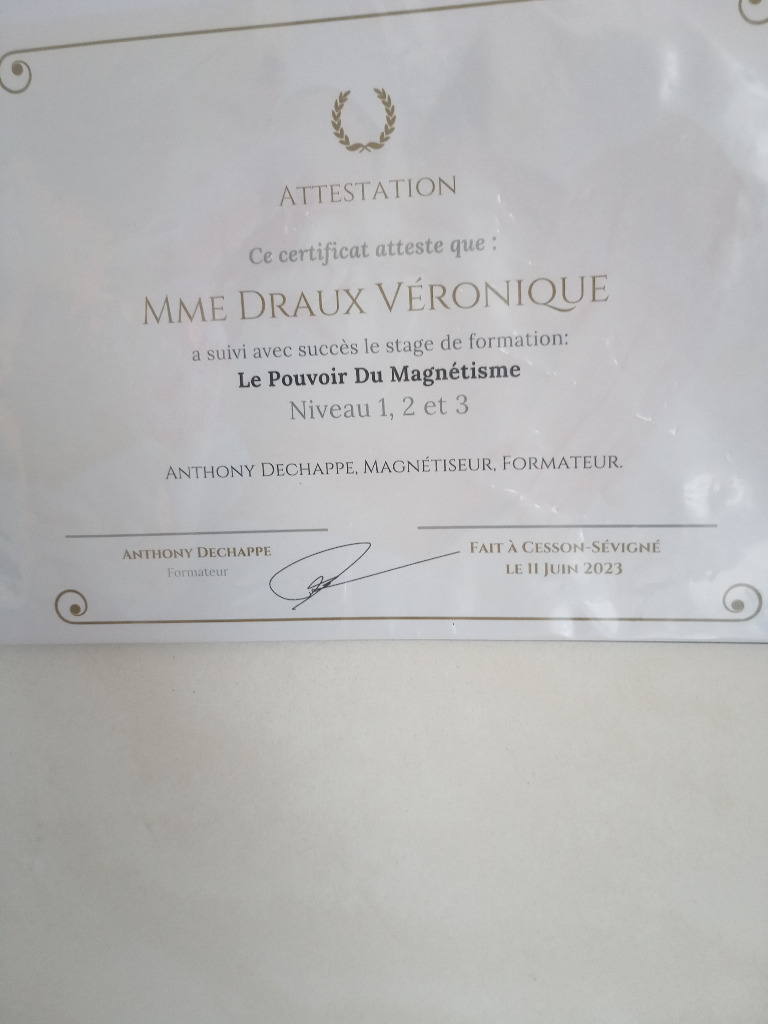 ATTESTATION
Ce certificat atteste que :
MME DRAUX VÉRONIQUE
a suivi avec succès le stage de formation:
Le Pouvoir Du Magnétisme
Niveau 1, 2 et 3
ANTHONY DECHAPPE, MAGNÉTISEUR, FORMATEUR.
ANTHONY DECHAPPE
Formateur
FAIT À CESSON-SÉVIGNÉ
LE 11 JUIN 2023